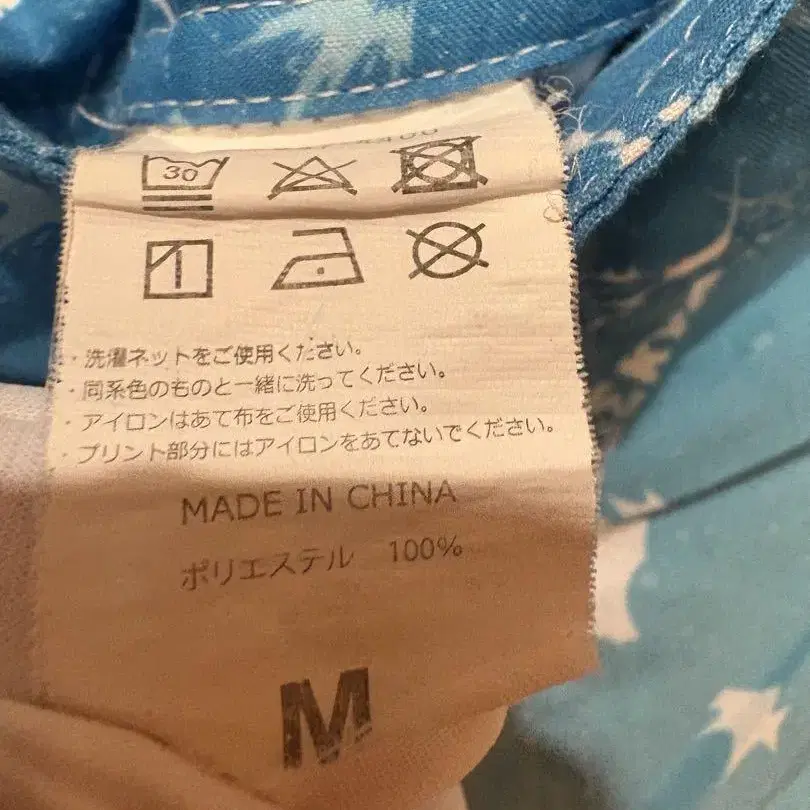 30
・洗濯ネットをご使用ください。
・同系色のものと一緒に洗ってください。
・アイロンはあて布をご使用ください。
・プリント部分にはアイロンをあてないでください。
MADE IN CHINA
ポリエステル 100%
M